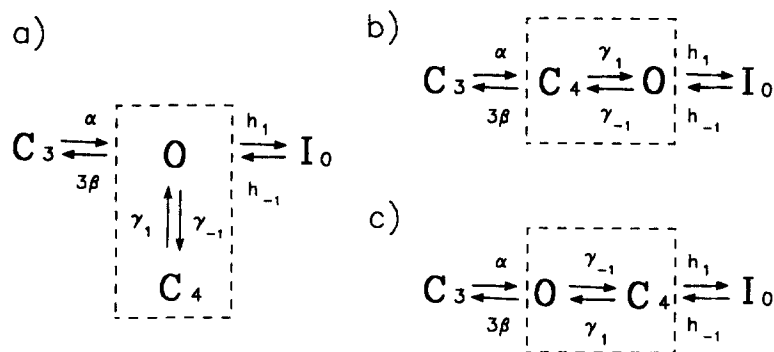 a)
α
C₃ ⇌ O ⇌ I₀
h₁
3β
h₋₁
γ₁ γ₋₁
C₄
b)
α γ₁ h₁
C₃ ⇌ C₄ ⇌ O ⇌ I₀
3β γ₋₁ h₋₁
c)
α γ₋₁ h₁
C₃ ⇌ O ⇌ C₄ ⇌ I₀
3β γ₁ h₋₁